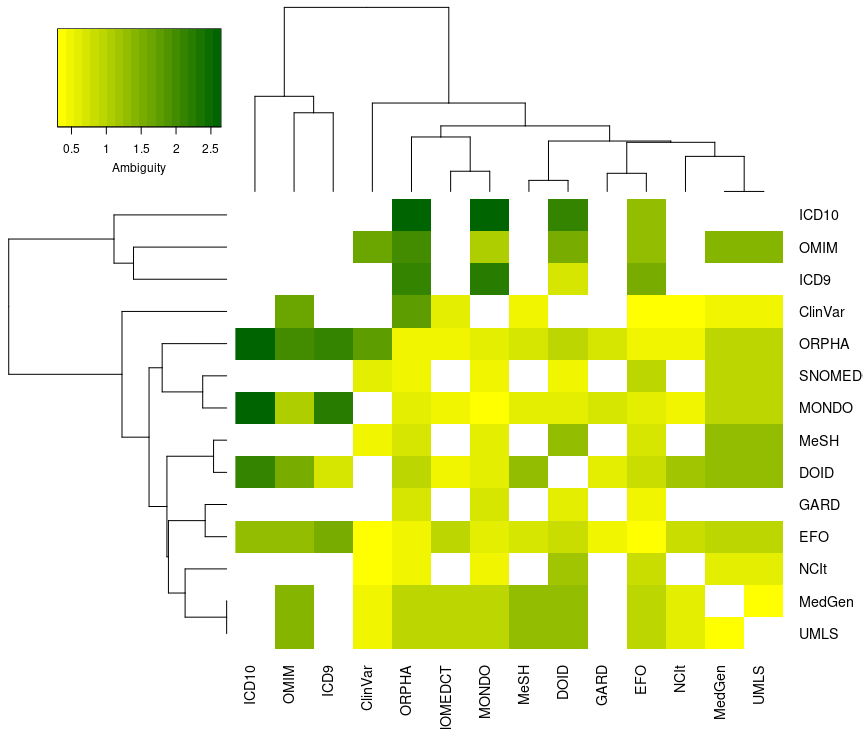 0.5 1 1.5 2 2.5
Ambiguity
ICD10
OMIM
ICD9
ClinVar
ORPHA
SNOMED
MONDO
MeSH
DOID
GARD
EFO
NCIt
MedGen
UMLS
ICD10 OMIM ICD9 ClinVar ORPHA IOMEDCT MONDO MeSH DOID GARD EFO NCIt MedGen UMLS